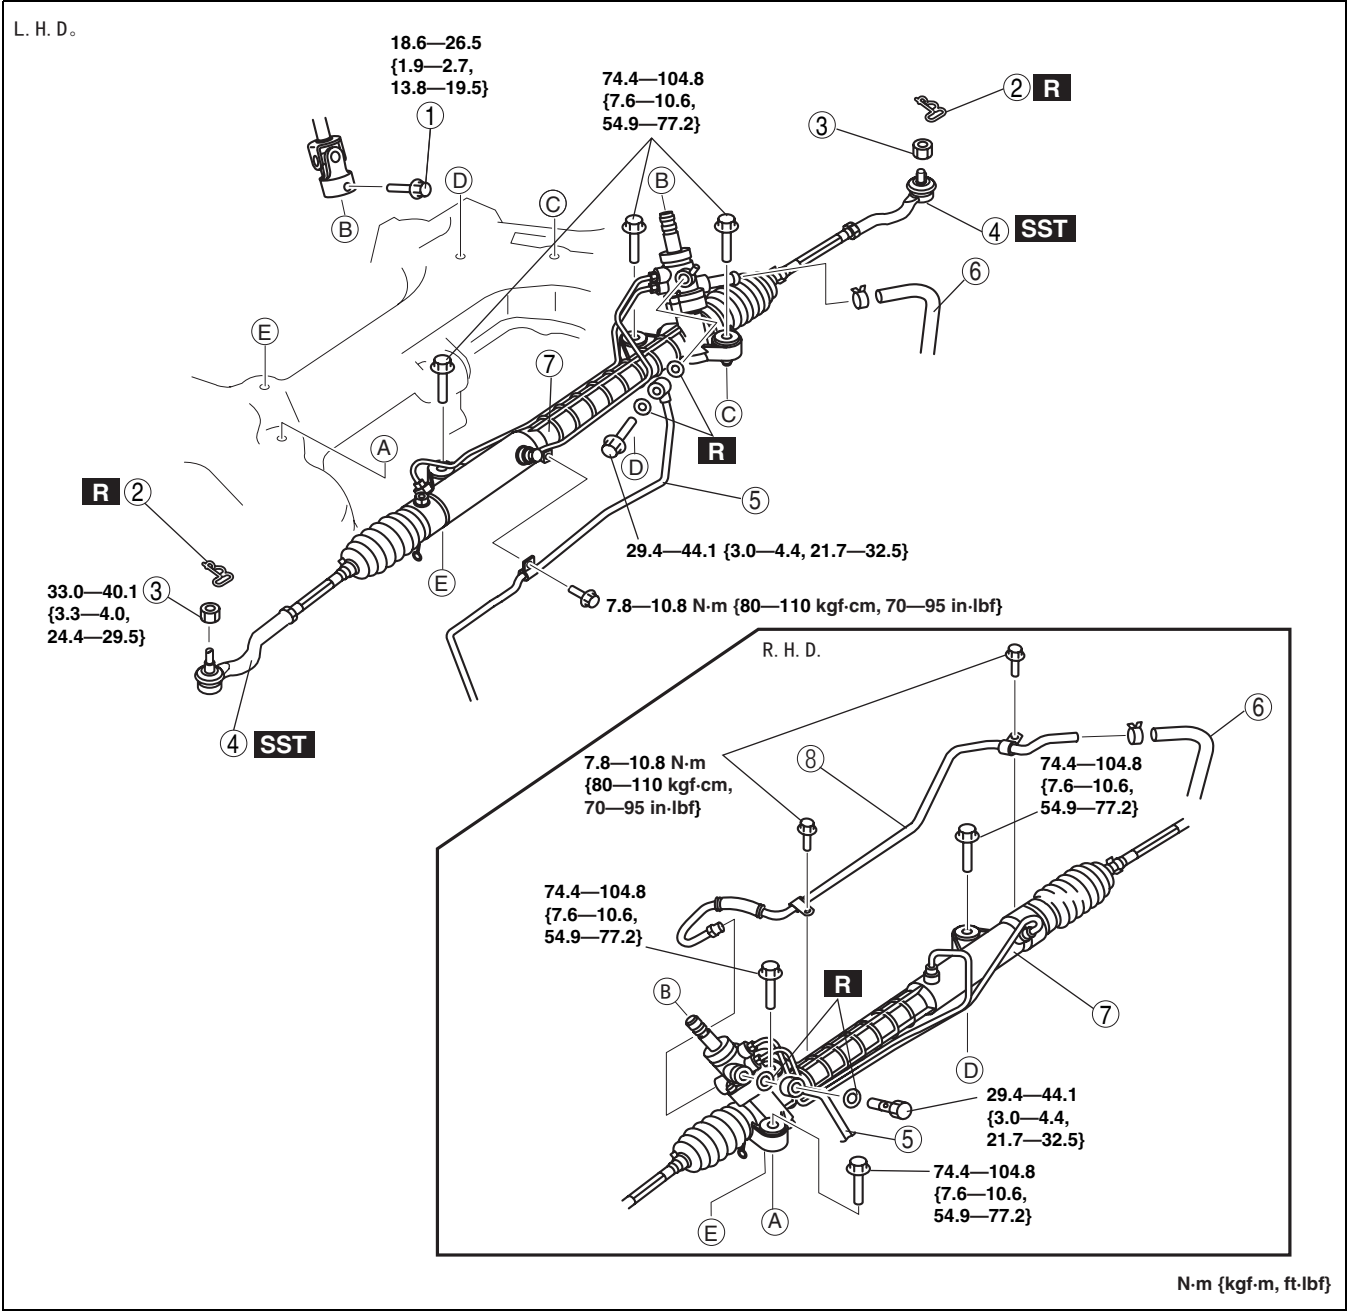 L.H.D。
18.6—26.5
{1.9—2.7,
13.8—19.5}
1
74.4—104.8
{7.6—10.6,
54.9—77.2}
2 R
3
B
D
C
B
4 SST
6
E
7
A
C
R
D
R 2
5
29.4—44.1 {3.0—4.4, 21.7—32.5}
E
7.8—10.8 N·m {80—110 kgf·cm, 70—95 in·lbf}
33.0—40.1 3
{3.3—4.0,
24.4—29.5}
4 SST
R.H.D.
6
7.8—10.8 N·m
{80—110 kgf·cm,
70—95 in·lbf}
8
74.4—104.8
{7.6—10.6,
54.9—77.2}
74.4—104.8
{7.6—10.6,
54.9—77.2}
R
B
7
D
29.4—44.1
{3.0—4.4,
21.7—32.5}
5
74.4—104.8
{7.6—10.6,
54.9—77.2}
E
A
N·m {kgf·m, ft·lbf}